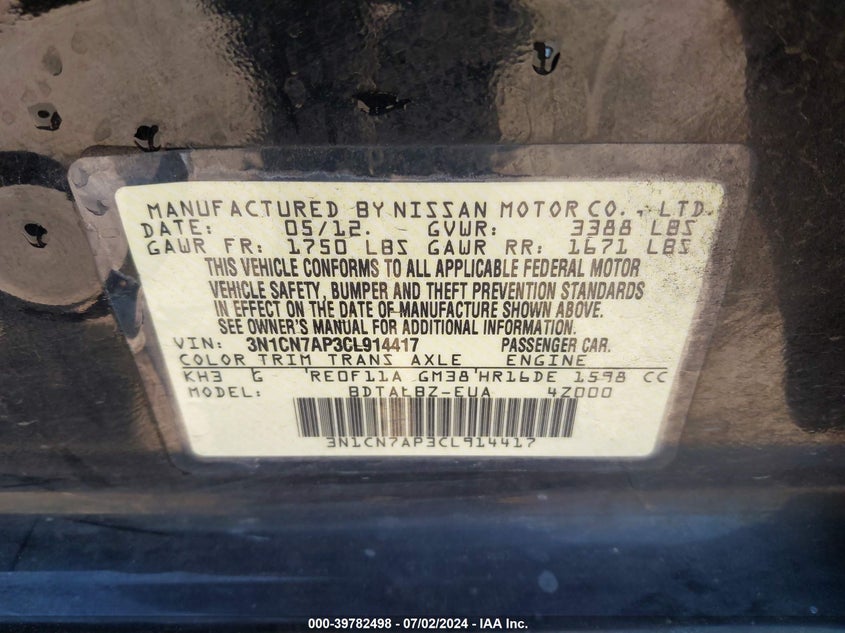 MANUFACTURED BY NISSAN MOTOR CO., LTD.
DATE: 05/12. GVWR: 3388 LBS
GAWR FR: 1750 LBS GAWR RR: 1671 LBS
THIS VEHICLE CONFORMS TO ALL APPLICABLE FEDERAL MOTOR
VEHICLE SAFETY, BUMPER AND THEFT PREVENTION STANDARDS
IN EFFECT ON THE DATE OF MANUFACTURE SHOWN ABOVE.
SEE OWNER'S MANUAL FOR ADDITIONAL INFORMATION.
VIN: 3N1CN7AP3CL914417 PASSENGER CAR.
COLOR TRIM TRANS AXLE ENGINE
KH3 G RE0F11A GM38 HR16DE 1598 CC
MODEL: BDTALBZ-EUA 4Z000
3N1CN7AP3CL914417
000-39782498 - 07/02/2024 - IAA Inc.